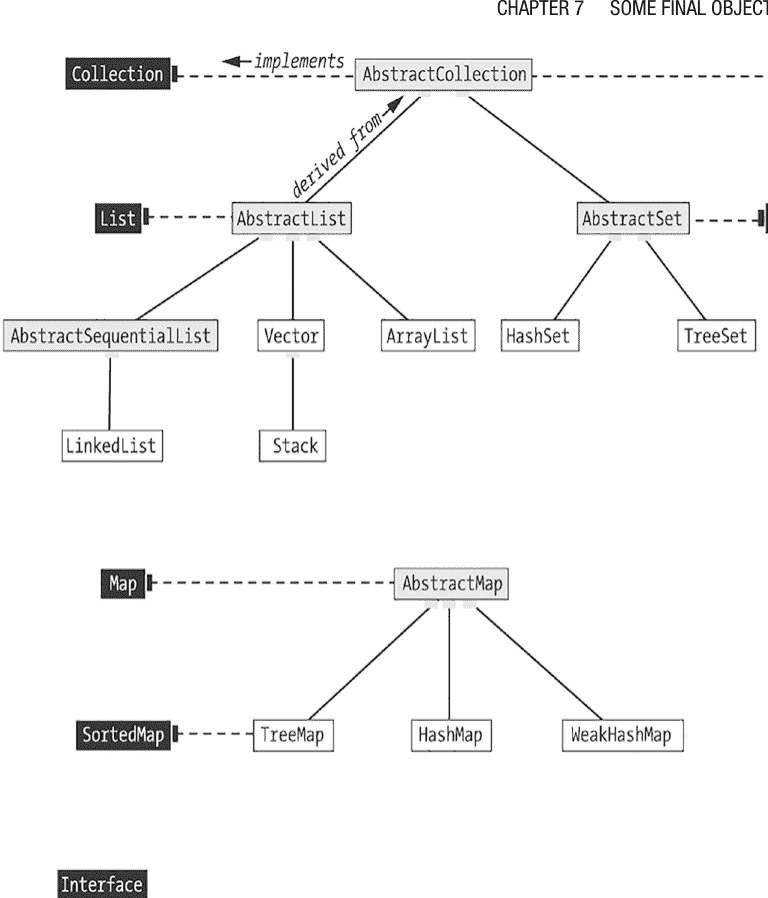 CHAPTER 7 SOME FINAL OBJECT
Collection implements AbstractCollection
derived from
List AbstractList AbstractSet
AbstractSequentialList Vector ArrayList HashSet TreeSet
LinkedList Stack
Map AbstractMap
SortedMap TreeMap HashMap WeakHashMap
Interface